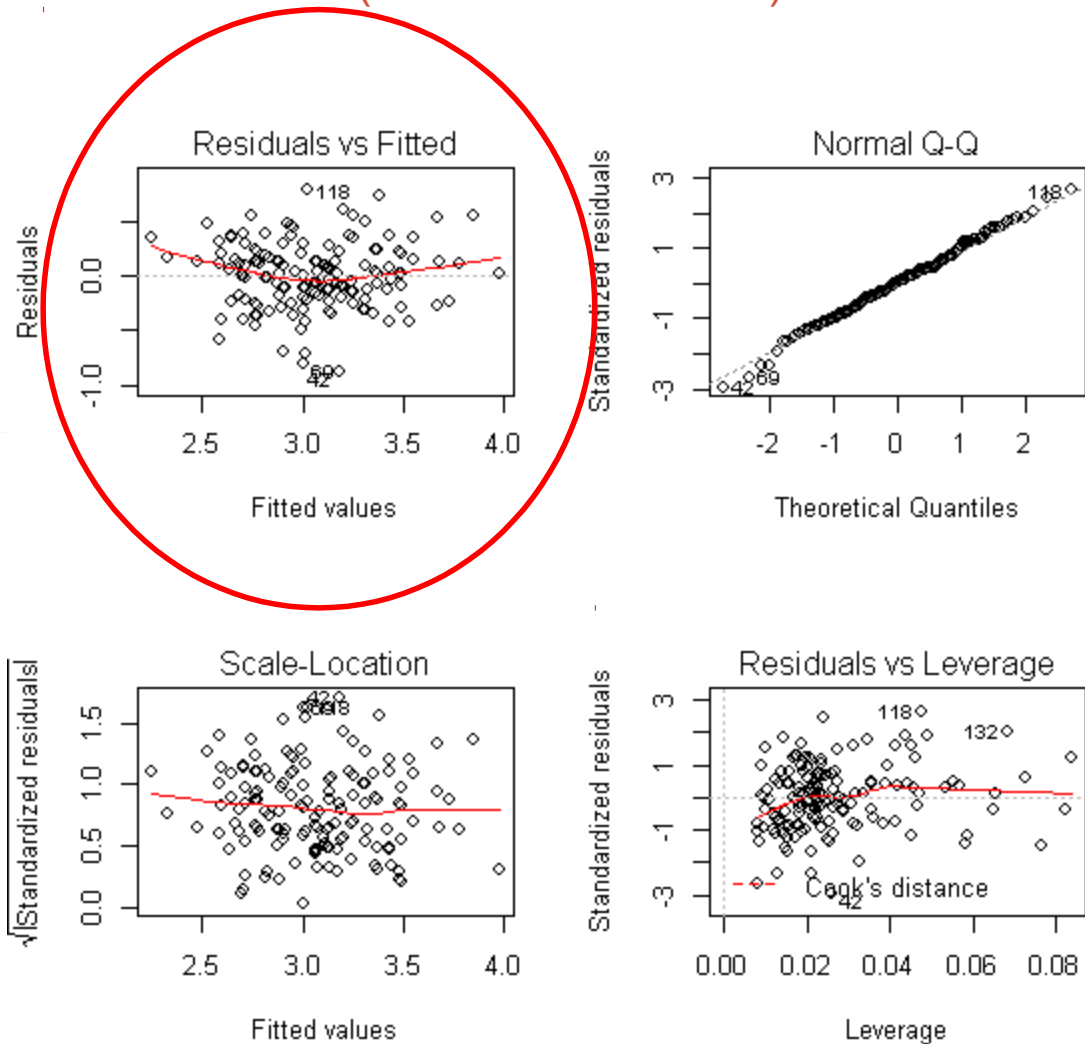 ( )
Residuals vs Fitted
Residuals
0.0
-1.0
118
69
42
2.5 3.0 3.5 4.0
Fitted values
Normal Q-Q
Standardized residuals
3
1
-1
-3
118
42 69
-2 -1 0 1 2
Theoretical Quantiles
Scale-Location
√|Standardized residuals|
1.5
1.0
0.5
0.0
42
69 118
2.5 3.0 3.5 4.0
Fitted values
Residuals vs Leverage
Standardized residuals
3
1
-1
-3
118
132
Cook's distance
42
0.00 0.02 0.04 0.06 0.08
Leverage